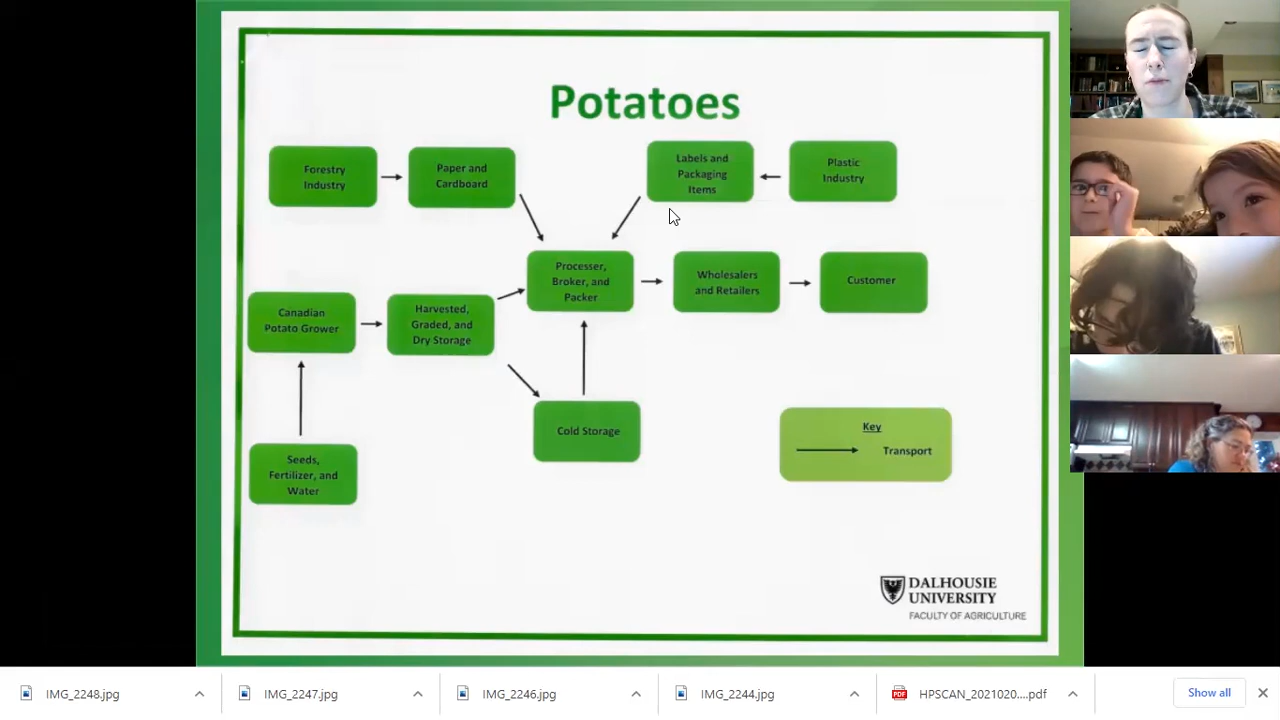 Potatoes
Forestry
Industry
Paper and
Cardboard
Labels and
Packaging
Items
Plastic
Industry
Processer,
Broker, and
Packer
Wholesalers
and Retailers
Customer
Canadian
Potato Grower
Harvested,
Graded, and
Dry Storage
Cold Storage
Seeds,
Fertilizer, and
Water
Key
Transport
DALHOUSIE
UNIVERSITY
FACULTY OF AGRICULTURE
IMG_2248.jpg
IMG_2247.jpg
IMG_2246.jpg
IMG_2244.jpg
PDF
HPSCAN_2021020....pdf
Show all